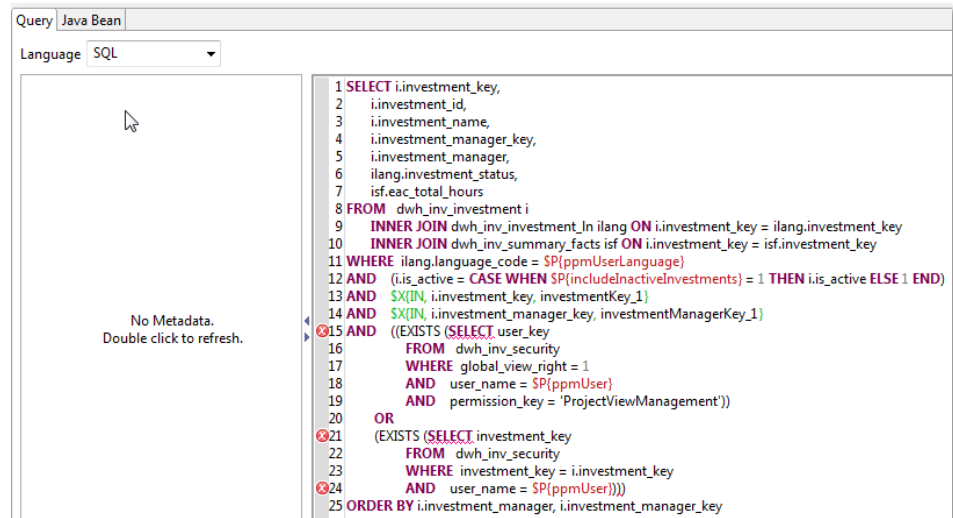 Query Java Bean
Language SQL
No Metadata.
Double click to refresh.
1 SELECT i.investment_key,
2 i.investment_id,
3 i.investment_name,
4 i.investment_manager_key,
5 i.investment_manager,
6 ilang.investment_status,
7 isf.eac_total_hours
8 FROM dwh_inv_investment i
9 INNER JOIN dwh_inv_investment_ln ilang ON i.investment_key = ilang.investment_key
10 INNER JOIN dwh_inv_summary_facts isf ON i.investment_key = isf.investment_key
11 WHERE ilang.language_code = $P{ppmUserLanguage}
12 AND (i.is_active = CASE WHEN $P{includeInactiveInvestments} = 1 THEN i.is_active ELSE 1 END)
13 AND $X{IN, i.investment_key, investmentKey_1}
14 AND $X{IN, i.investment_manager_key, investmentManagerKey_1}
15 AND ((EXISTS (SELECT user_key
16 FROM dwh_inv_security
17 WHERE global_view_right = 1
18 AND user_name = $P{ppmUser}
19 AND permission_key = 'ProjectViewManagement'))
20 OR
21 (EXISTS (SELECT investment_key
22 FROM dwh_inv_security
23 WHERE investment_key = i.investment_key
24 AND user_name = $P{ppmUser})))
25 ORDER BY i.investment_manager, i.investment_manager_key